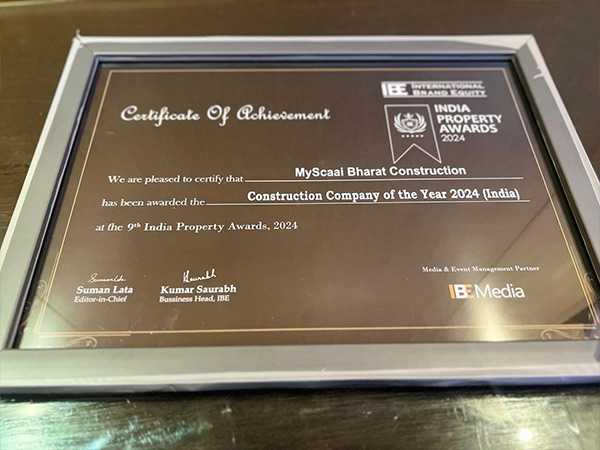 IBE INTERNATIONAL
BRAND EQUITY
Certificate Of Achievement
INDIA
PROPERTY
AWARDS
2024
We are pleased to certify that MyScaai Bharat Construction
has been awarded the Construction Company of the Year 2024 (India)
at the 9th India Property Awards, 2024
Suman Lata
Suman Lata
Editor-in-Chief
Kumar Saurabh
Bussiness Head, IBE
Media & Event Management Partner
IBE Media